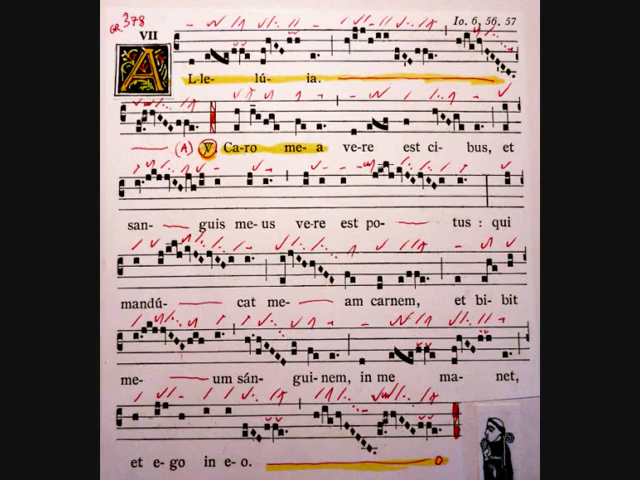 GR. 378
VII
Io. 6, 56. 57
A L-le- lú- ia.
(A) ℣ Ca-ro me-a ve-re est ci-bus, et
san- guis me-us ve-re est po- tus : qui
mandú- cat me- am carnem, et bi-bit
me- um sán- gui-nem, in me ma- net,
et e-go in e-o.